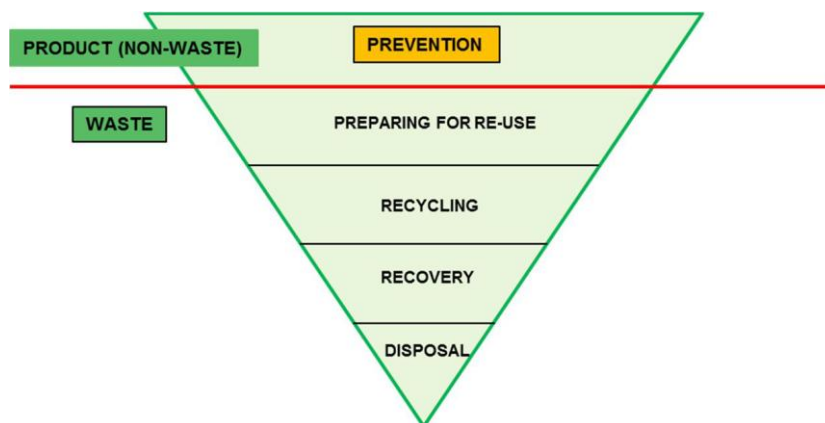 PRODUCT (NON-WASTE)
PREVENTION
WASTE
PREPARING FOR RE-USE
RECYCLING
RECOVERY
DISPOSAL